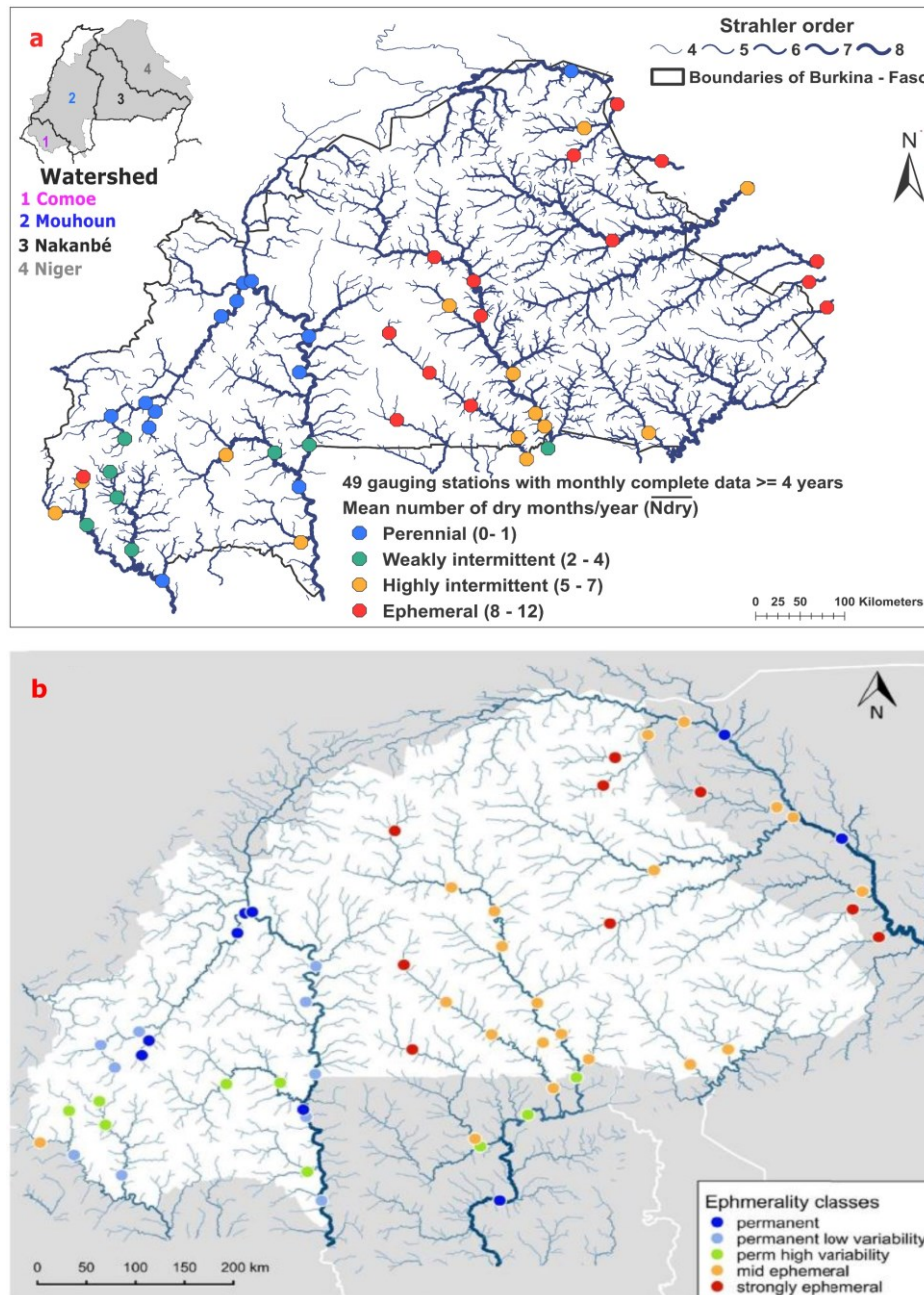 a
4
2
3
1
Watershed
1 Comoe
2 Mouhoun
3 Nakanbé
4 Niger
Strahler order
4 5 6 7 8
Boundaries of Burkina - Faso
N
49 gauging stations with monthly complete data >= 4 years
Mean number of dry months/year (Ndry)
Perennial (0- 1)
Weakly intermittent (2 - 4)
Highly intermittent (5 - 7)
Ephemeral (8 - 12)
0 25 50 100 Kilometers
b
N
Ephmerality classes
permanent
permanent low variability
perm high variability
mid ephemeral
strongly ephemeral
0 50 100 150 200 km